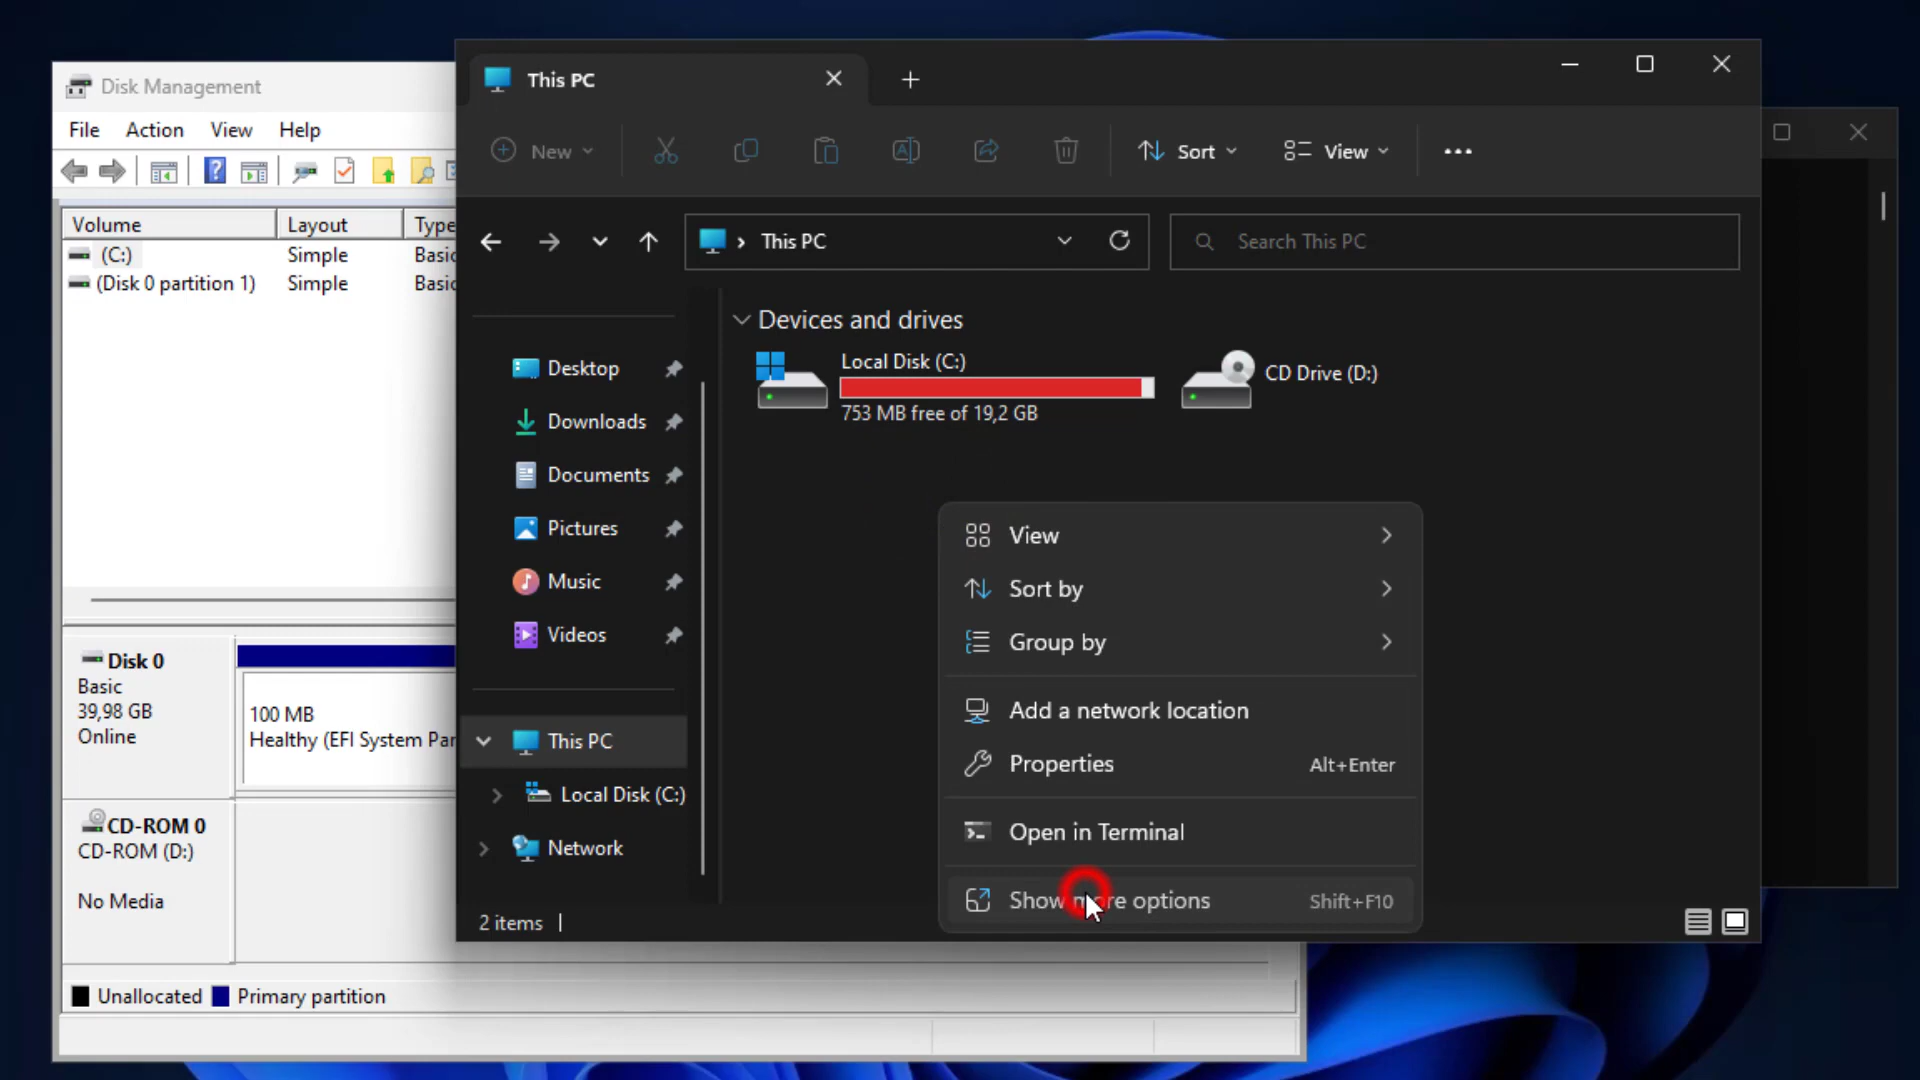 Disk Management
File Action View Help
Volume Layout Type
(C:) Simple Basic
(Disk 0 partition 1) Simple Basic
Disk 0
Basic
39,98 GB
Online
100 MB
Healthy (EFI System Par
CD-ROM 0
CD-ROM (D:)
No Media
Unallocated Primary partition
This PC
New Sort View
This PC Search This PC
Desktop
Downloads
Documents
Pictures
Music
Videos
This PC
Local Disk (C:)
Network
Devices and drives
Local Disk (C:)
753 MB free of 19,2 GB
CD Drive (D:)
View
Sort by
Group by
Add a network location
Properties Alt+Enter
Open in Terminal
Show more options Shift+F10
2 items